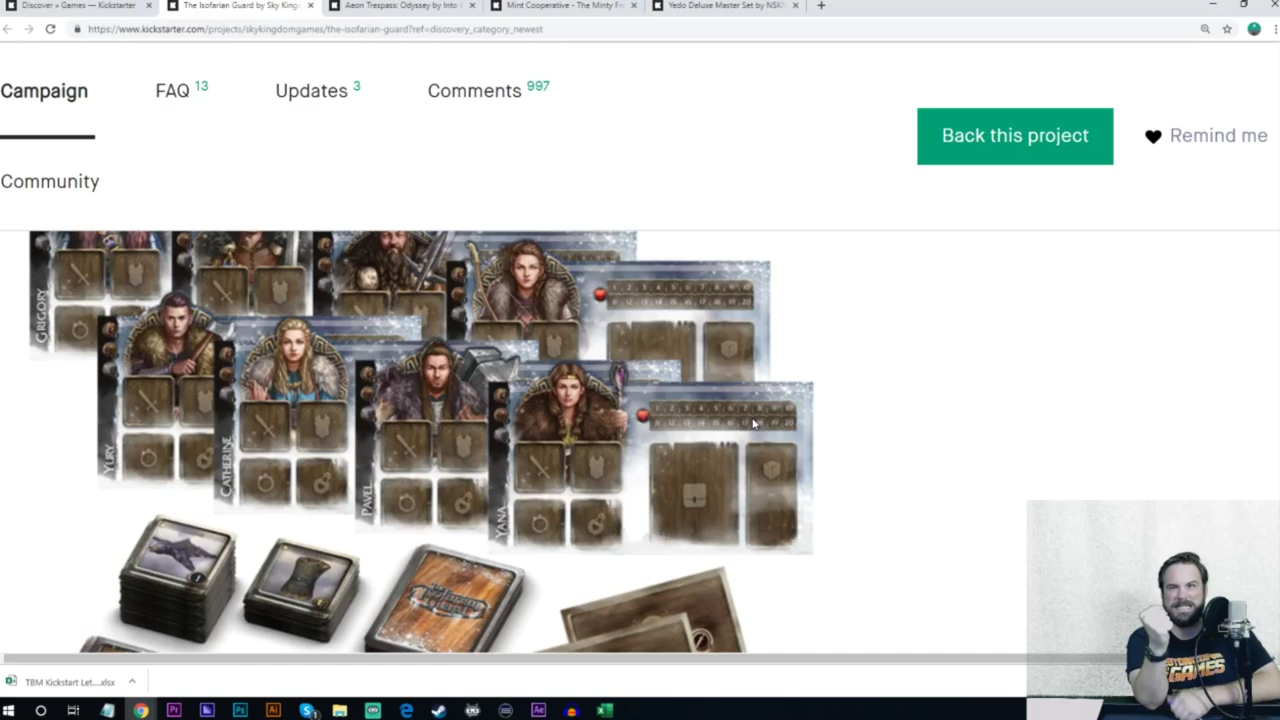 Discover » Games — Kickstarter
The Isofarian Guard by Sky King
Aeon Trespass: Odyssey by Into
Mint Cooperative - The Minty Fr
Yedo Deluxe Master Set by NSK
https://www.kickstarter.com/projects/skykingdomgames/the-isofarian-guard?ref=discovery_category_newest
Campaign
FAQ 13
Updates 3
Comments 997
Back this project
Remind me
Community
GRIGORY
YURY
CATHERINE
PAVEL
YANA
GAMES
TBM Kickstart Let....xlsx